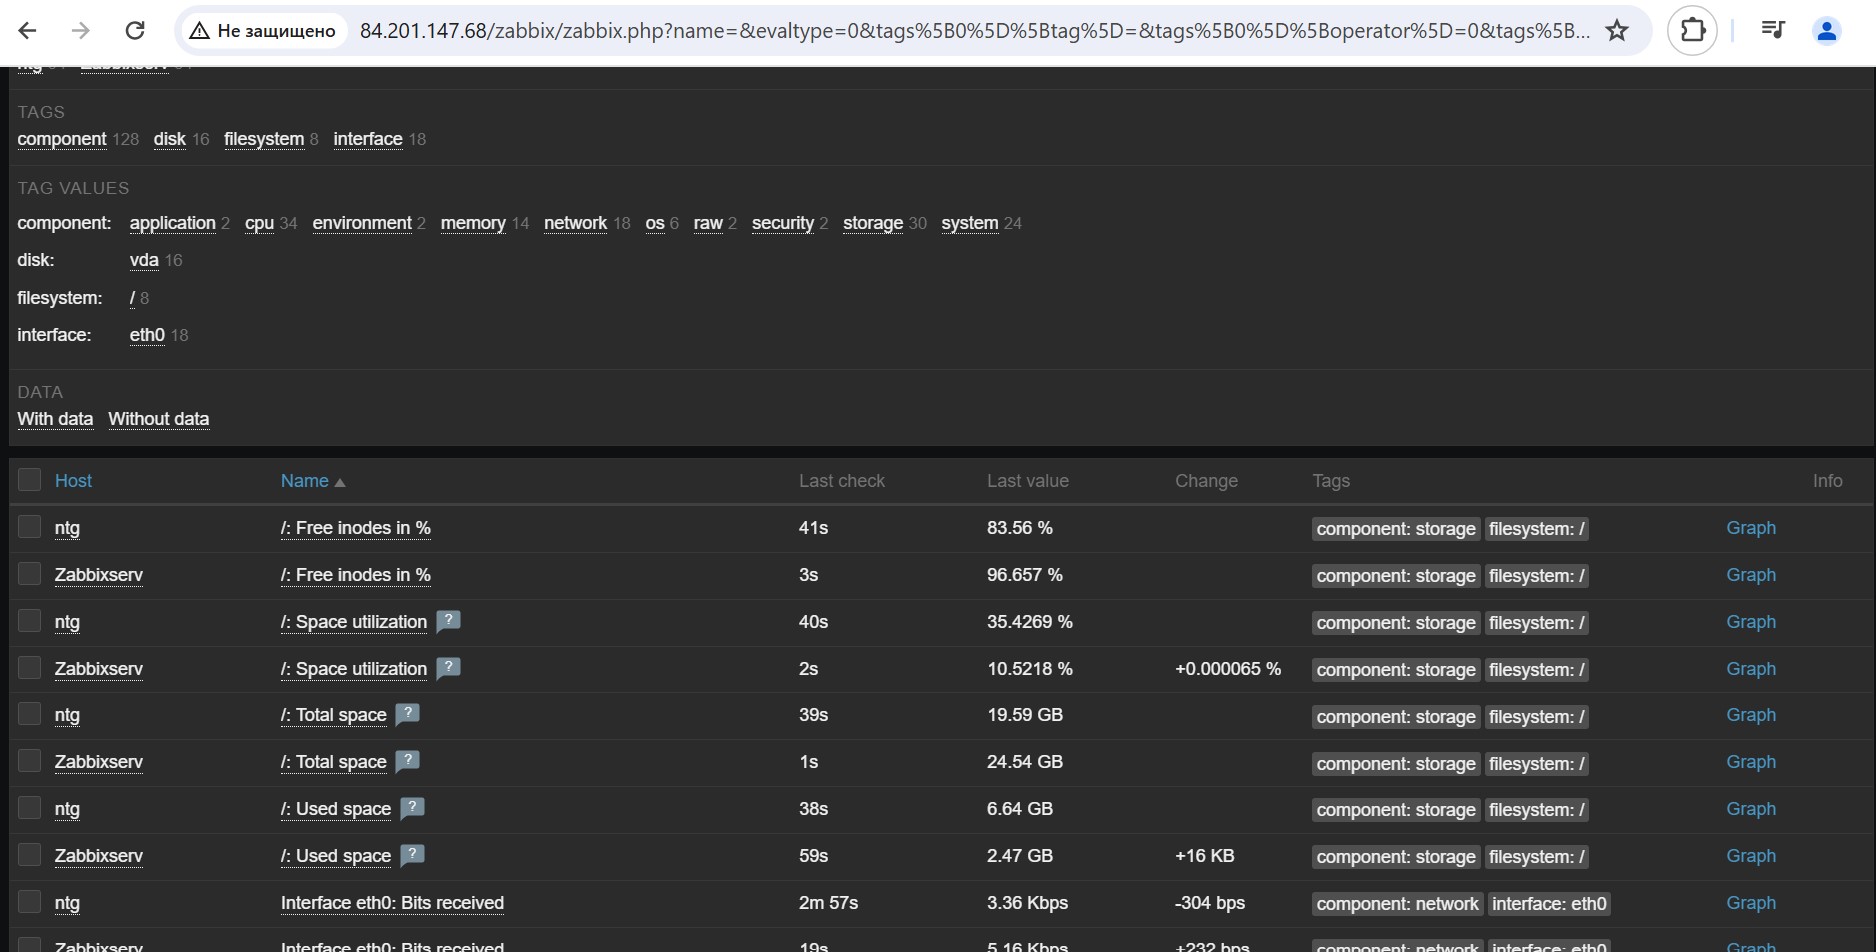 Не защищено 84.201.147.68/zabbix/zabbix.php?name=&evaltype=0&tags%5B0%5D%5Btag%5D=&tags%5B0%5D%5Boperator%5D=0&tags%5B...
ntg Zabbixserv
TAGS
component 128 disk 16 filesystem 8 interface 18
TAG VALUES
component: application 2 cpu 34 environment 2 memory 14 network 18 os 6 raw 2 security 2 storage 30 system 24
disk: vda 16
filesystem: / 8
interface: eth0 18
DATA
With data Without data
Host Name Last check Last value Change Tags Info
ntg /: Free inodes in % 41s 83.56 % component: storage filesystem: / Graph
Zabbixserv /: Free inodes in % 3s 96.657 % component: storage filesystem: / Graph
ntg /: Space utilization ? 40s 35.4269 % component: storage filesystem: / Graph
Zabbixserv /: Space utilization ? 2s 10.5218 % +0.000065 % component: storage filesystem: / Graph
ntg /: Total space ? 39s 19.59 GB component: storage filesystem: / Graph
Zabbixserv /: Total space ? 1s 24.54 GB component: storage filesystem: / Graph
ntg /: Used space ? 38s 6.64 GB component: storage filesystem: / Graph
Zabbixserv /: Used space ? 59s 2.47 GB +16 KB component: storage filesystem: / Graph
ntg Interface eth0: Bits received 2m 57s 3.36 Kbps -304 bps component: network interface: eth0 Graph
Zabbixserv Interface eth0: Bits received 19s 5.16 Kbps +232 bps component: network interface: eth0 Graph